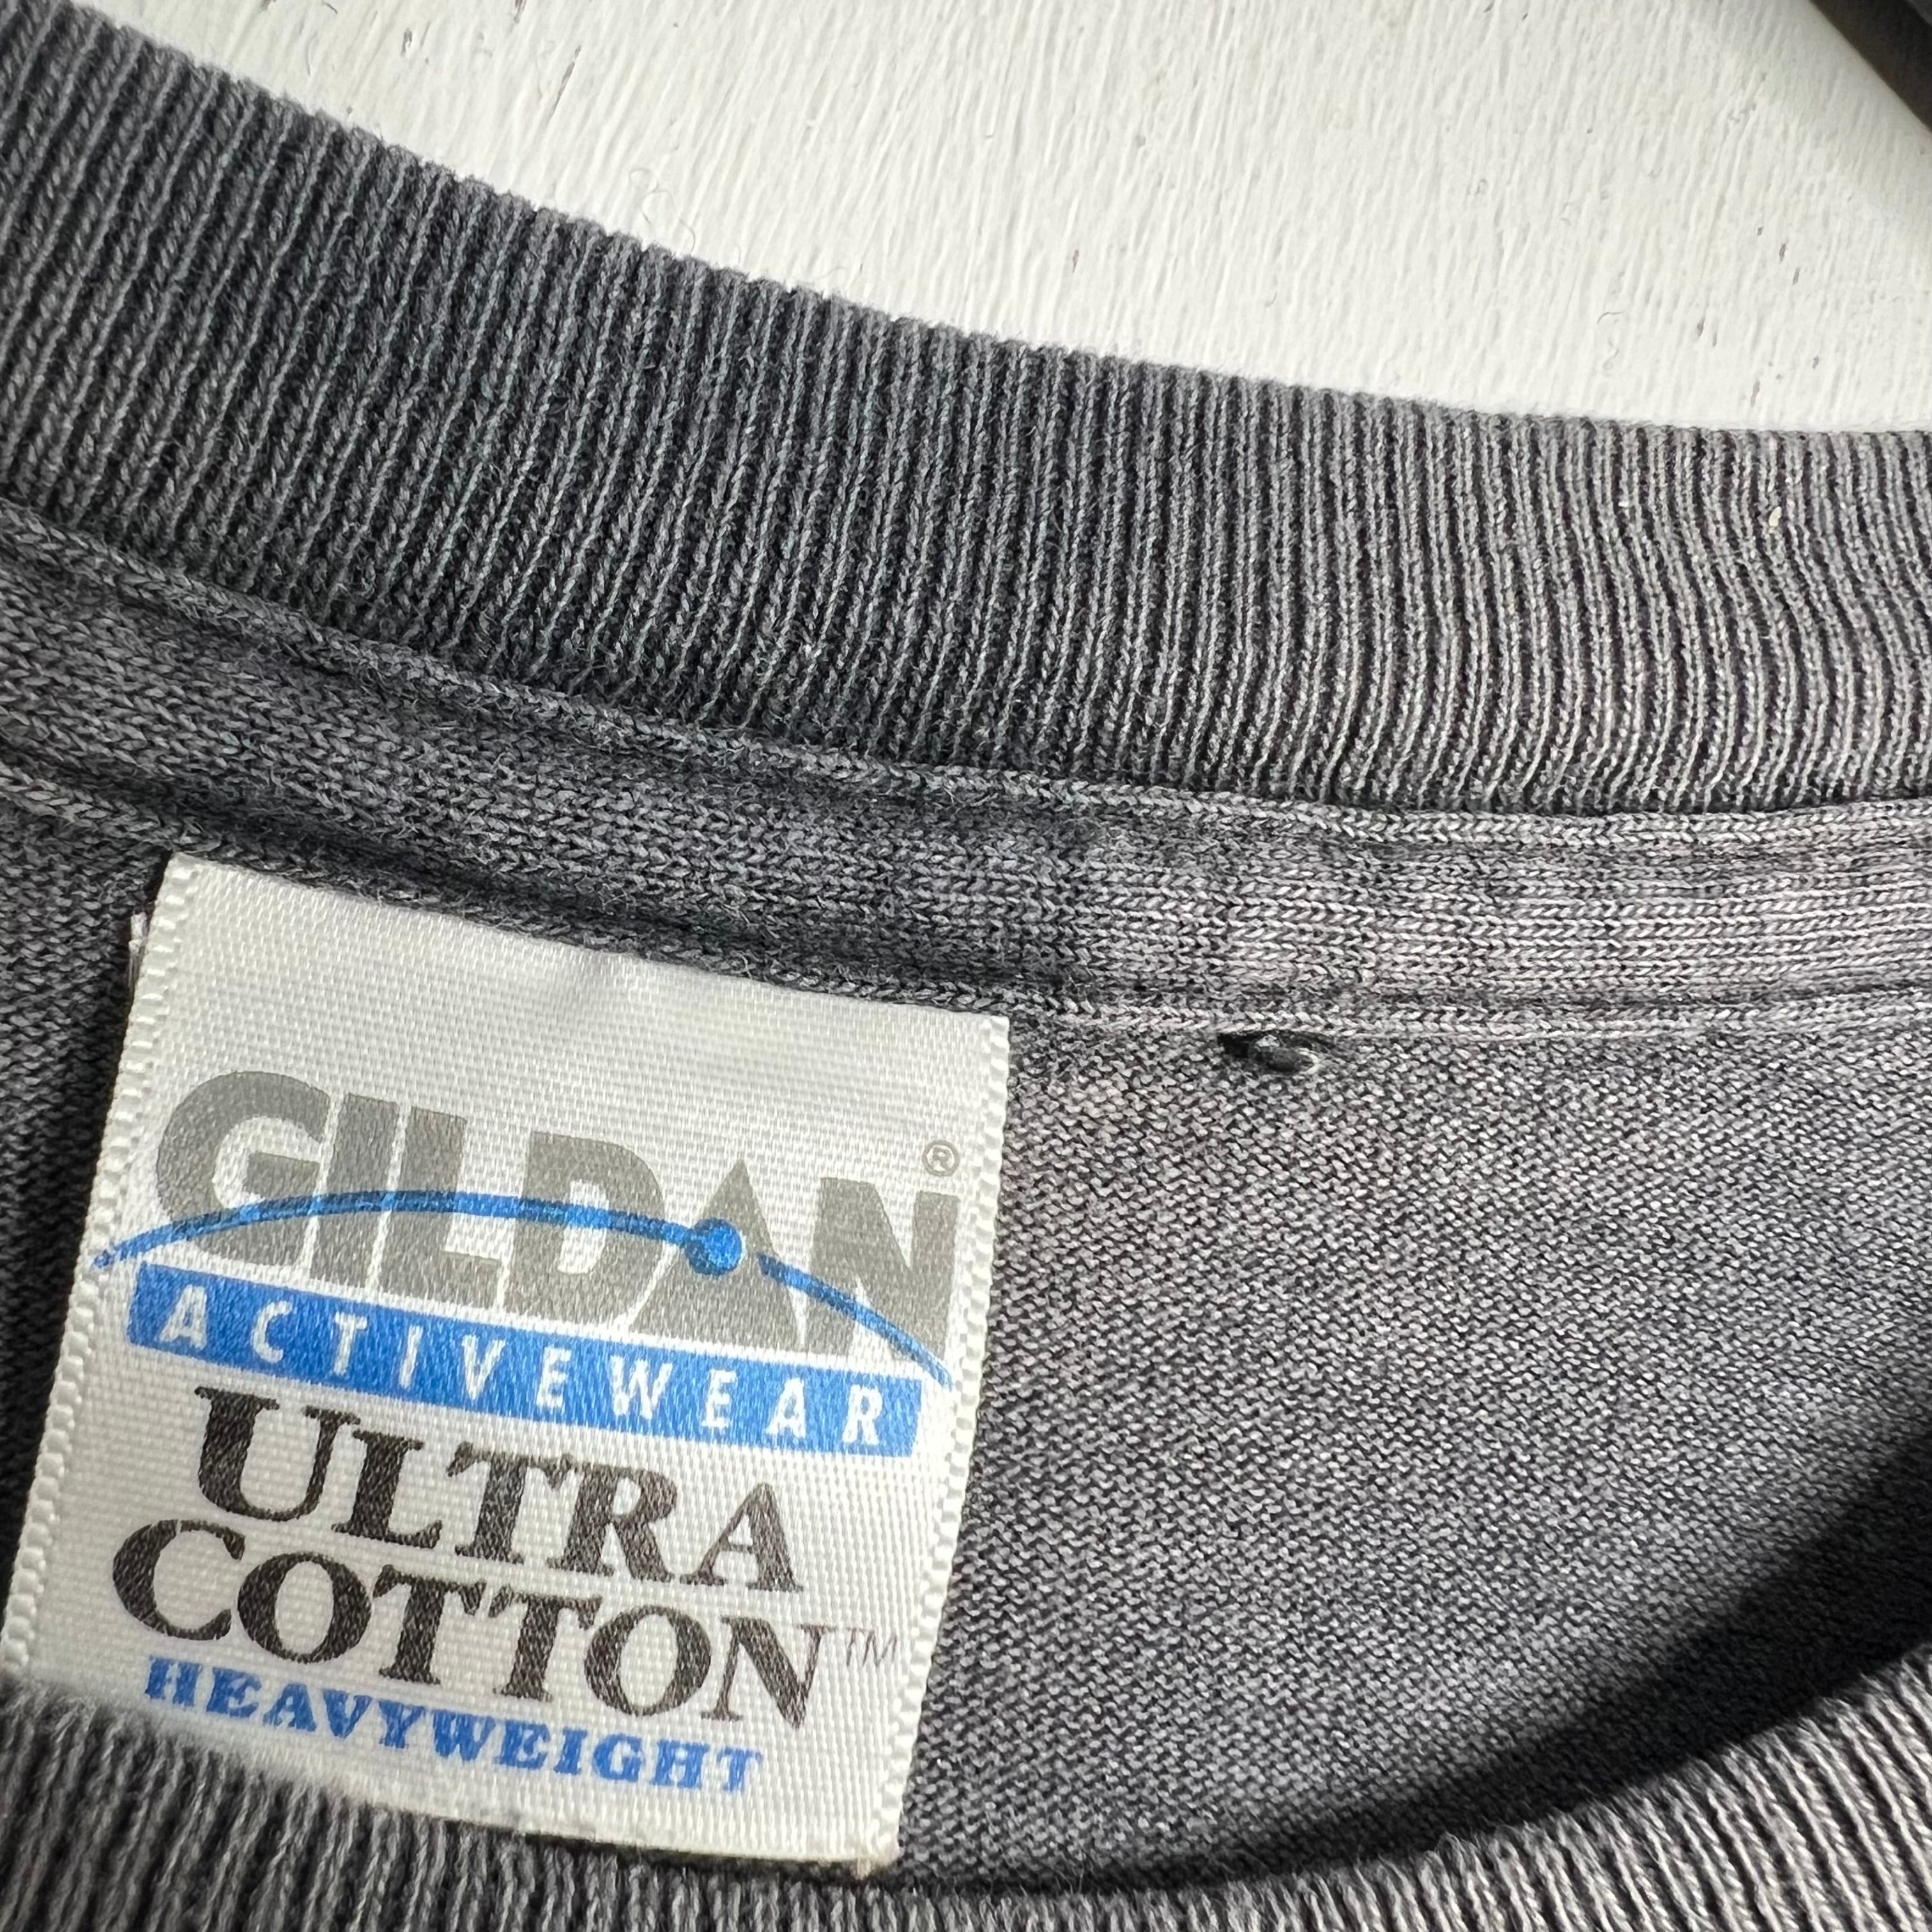 GILDAN®
ACTIVEWEAR
ULTRA
COTTON™
HEAVYWEIGHT